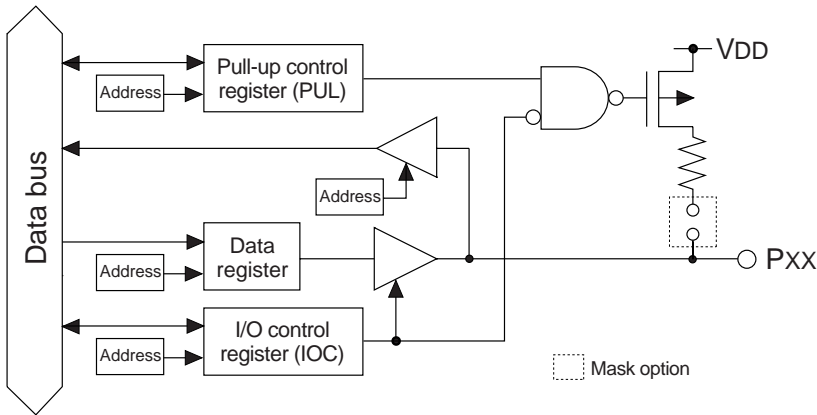 Data bus
Address
Pull-up control
register (PUL)
VDD
Address
Address
Data
register
PXX
Address
I/O control
register (IOC)
Mask option